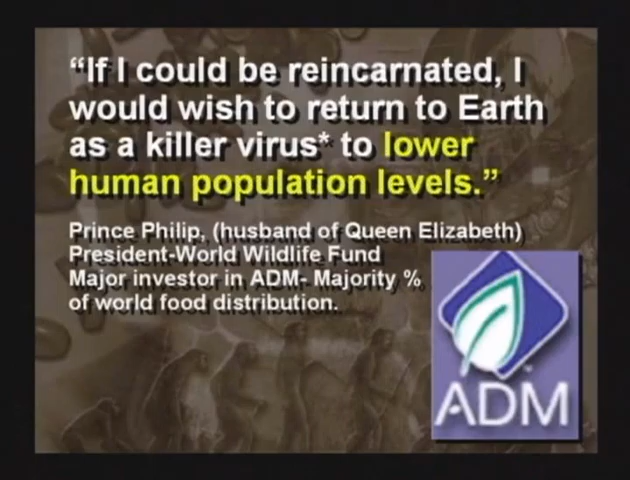 “If I could be reincarnated, I
would wish to return to Earth
as a killer virus* to lower
human population levels.”
Prince Philip, (husband of Queen Elizabeth)
President-World Wildlife Fund
Major investor in ADM- Majority %
of world food distribution.
ADM